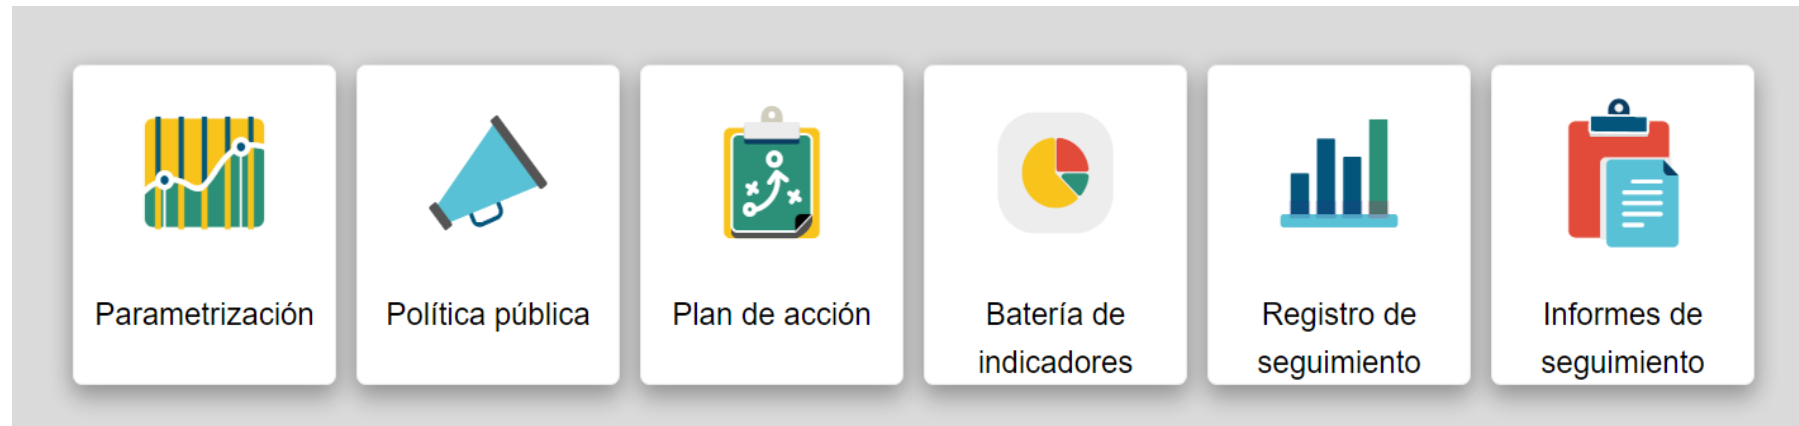 Parametrización
Política pública
Plan de acción
Batería de
indicadores
Registro de
seguimiento
Informes de
seguimiento